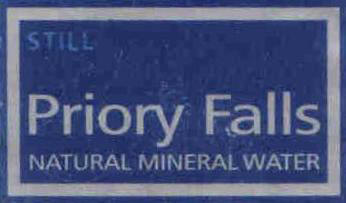 STILL
Priory Falls
NATURAL MINERAL WATER